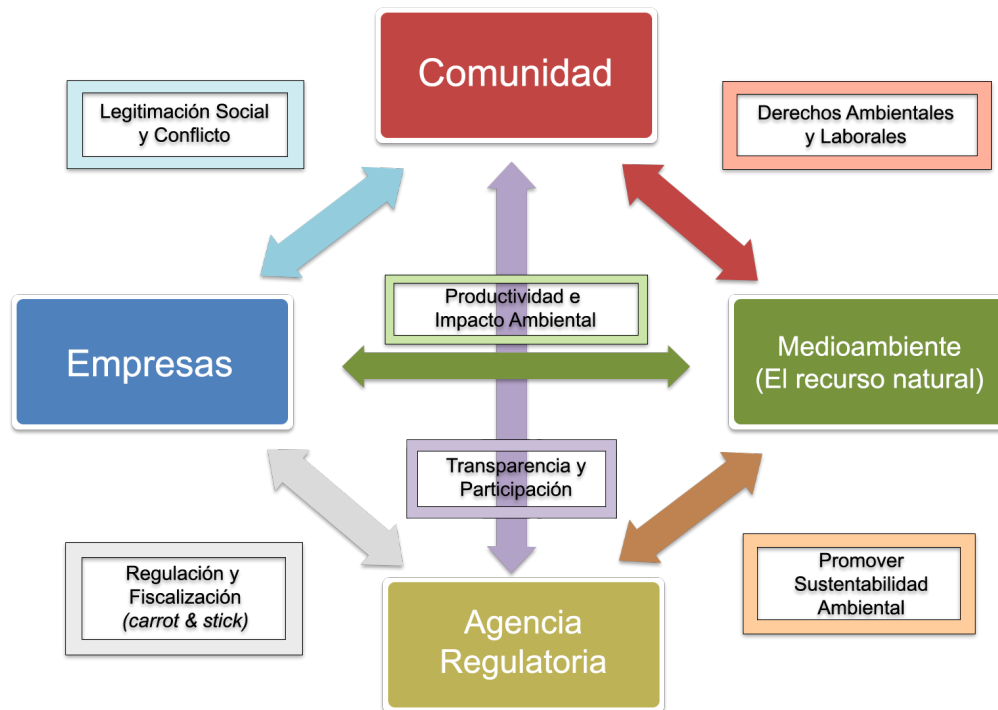 Comunidad
Legitimación Social
y Conflicto
Derechos Ambientales
y Laborales
Productividad e
Impacto Ambiental
Empresas
Medioambiente
(El recurso natural)
Transparencia y
Participación
Regulación y
Fiscalización
(carrot & stick)
Promover
Sustentabilidad
Ambiental
Agencia
Regulatoria